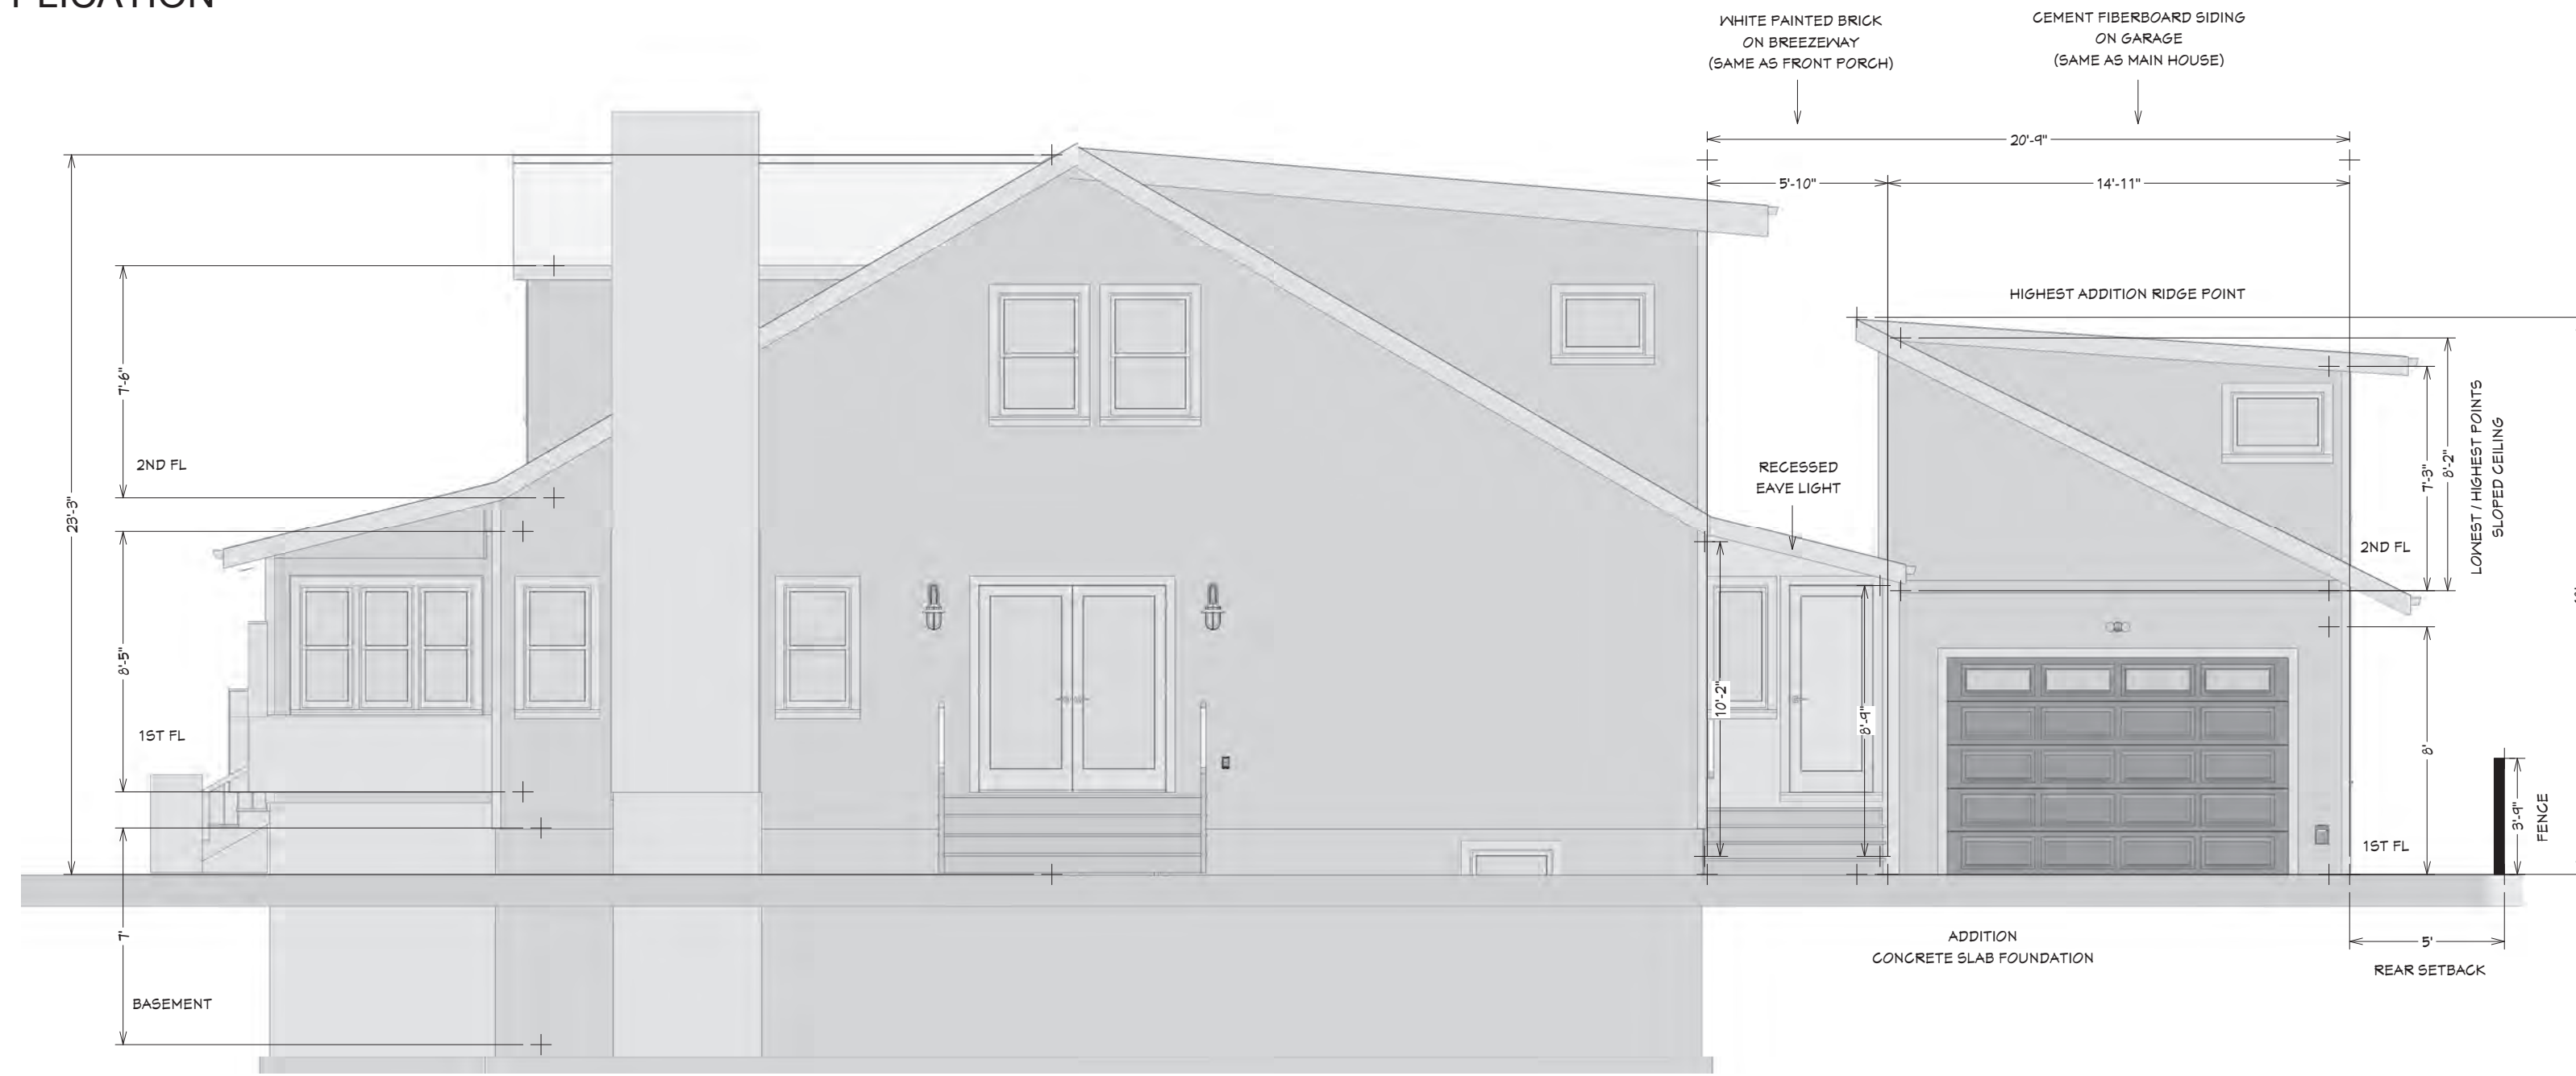 PLICATION
WHITE PAINTED BRICK
ON BREEZEWAY
(SAME AS FRONT PORCH)
CEMENT FIBERBOARD SIDING
ON GARAGE
(SAME AS MAIN HOUSE)
20'-9"
5'-10"
14'-11"
HIGHEST ADDITION RIDGE POINT
7'-6"
2ND FL
23'-3"
RECESSED
EAVE LIGHT
7'-3"
8'-2"
LOWEST / HIGHEST POINTS
SLOPED CEILING
2ND FL
8'-5"
1ST FL
10'-2"
8'-9"
8'
1ST FL
3'-9"
FENCE
7'
BASEMENT
ADDITION
CONCRETE SLAB FOUNDATION
5'
REAR SETBACK